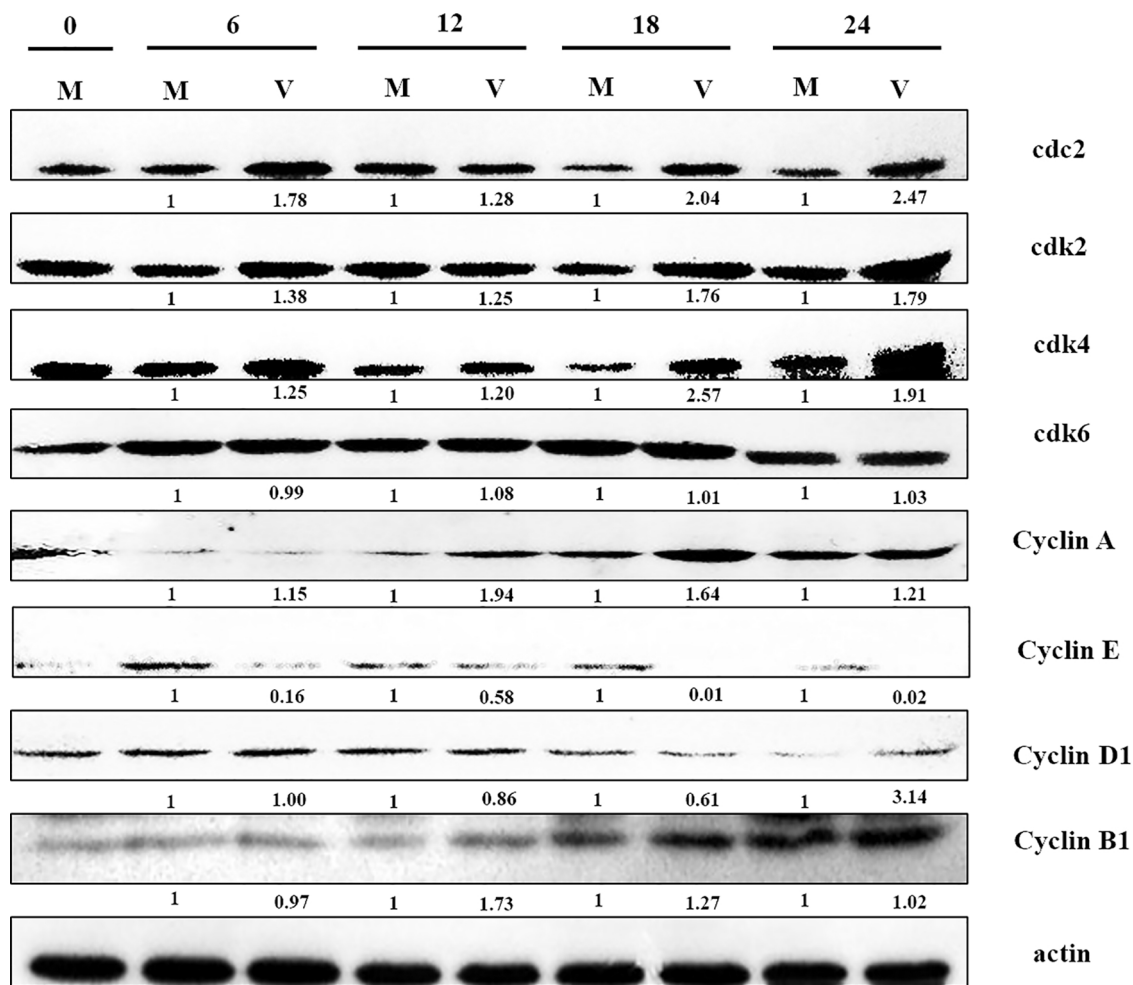 0 6 12 18 24
M M V M V M V M V
cdc2
1 1.78 1 1.28 1 2.04 1 2.47
cdk2
1 1.38 1 1.25 1 1.76 1 1.79
cdk4
1 1.25 1 1.20 1 2.57 1 1.91
cdk6
1 0.99 1 1.08 1 1.01 1 1.03
Cyclin A
1 1.15 1 1.94 1 1.64 1 1.21
Cyclin E
1 0.16 1 0.58 1 0.01 1 0.02
Cyclin D1
1 1.00 1 0.86 1 0.61 1 3.14
Cyclin B1
1 0.97 1 1.73 1 1.27 1 1.02
actin